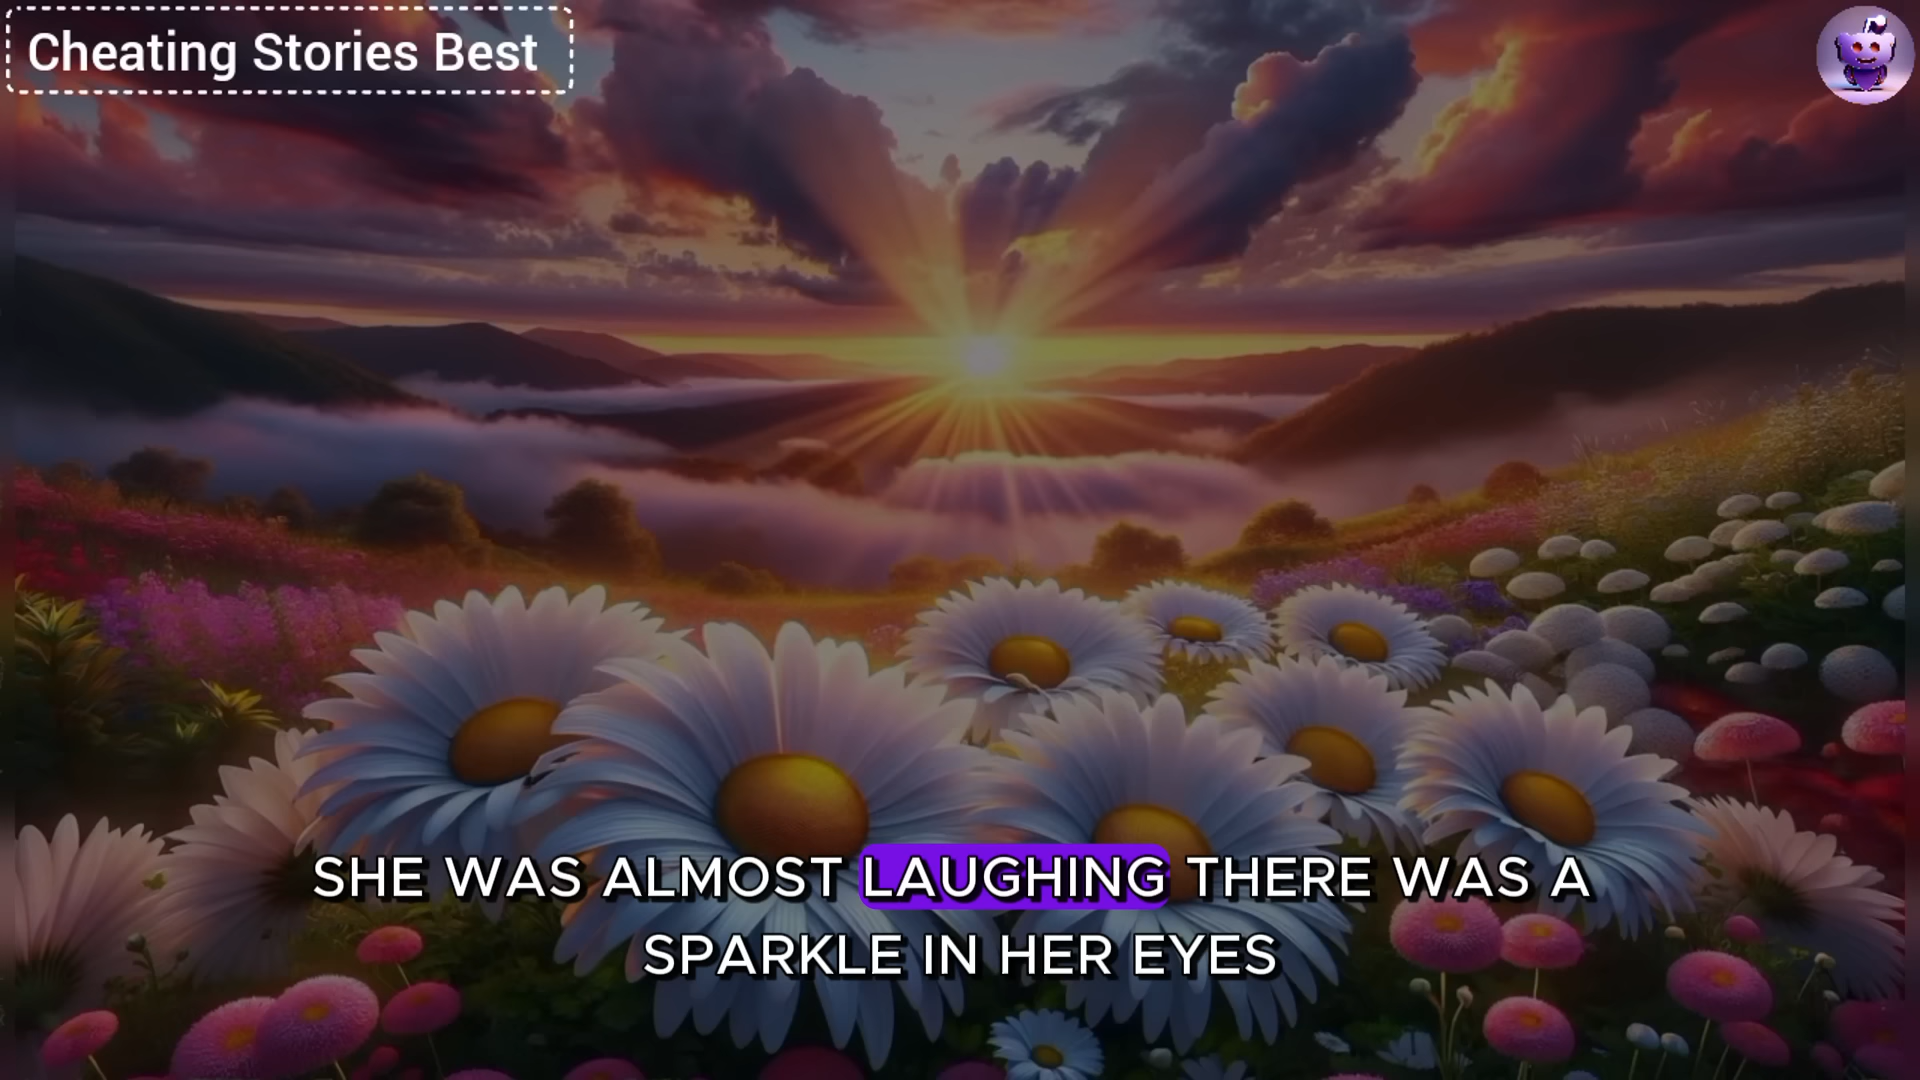 Cheating Stories Best
SHE WAS ALMOST LAUGHING THERE WAS A
SPARKLE IN HER EYES